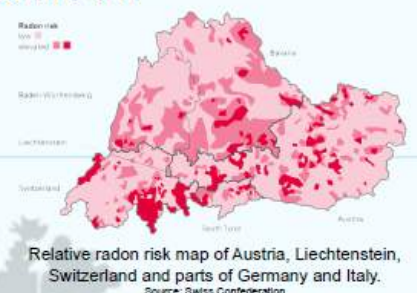 Radon risk
low
elevated
Bavaria
Baden-Württemberg
Liechtenstein
Switzerland
South Tyrol
Austria
Relative radon risk map of Austria, Liechtenstein,
Switzerland and parts of Germany and Italy.
Source: Swiss Confederation